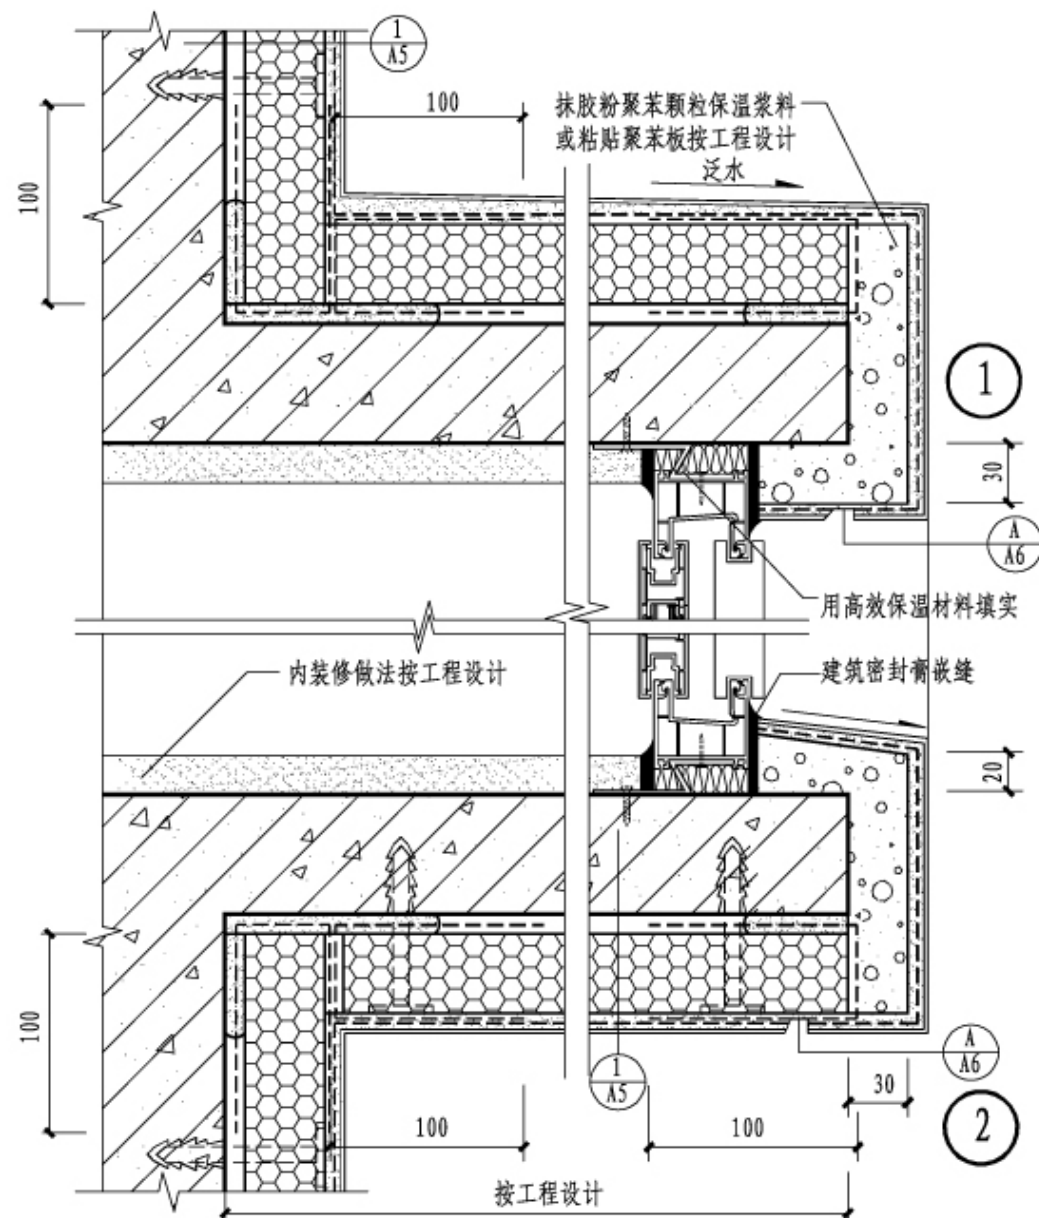 1
A5
100
抹胶粉聚苯颗粒保温浆料
或粘贴聚苯板按工程设计
泛水
100
1
30
A
A6
用高效保温材料填实
内装修做法按工程设计
建筑密封膏嵌缝
20
100
1
A5
A
A6
30
100
100
2
按工程设计